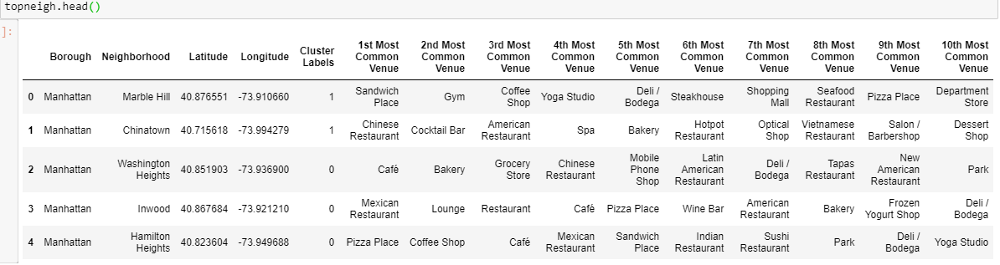 topneigh.head()
]:
Borough Neighborhood Latitude Longitude Cluster Labels 1st Most Common Venue 2nd Most Common Venue 3rd Most Common Venue 4th Most Common Venue 5th Most Common Venue 6th Most Common Venue 7th Most Common Venue 8th Most Common Venue 9th Most Common Venue 10th Most Common Venue
0 Manhattan Marble Hill 40.876551 -73.910660 1 Sandwich Place Gym Coffee Shop Yoga Studio Deli / Bodega Steakhouse Shopping Mall Seafood Restaurant Pizza Place Department Store
1 Manhattan Chinatown 40.715618 -73.994279 1 Chinese Restaurant Cocktail Bar American Restaurant Spa Bakery Hotpot Restaurant Optical Shop Vietnamese Restaurant Salon / Barbershop Dessert Shop
2 Manhattan Washington Heights 40.851903 -73.936900 0 Café Bakery Grocery Store Chinese Restaurant Mobile Phone Shop Latin American Restaurant Deli / Bodega Tapas Restaurant New American Restaurant Park
3 Manhattan Inwood 40.867684 -73.921210 0 Mexican Restaurant Lounge Restaurant Café Pizza Place Wine Bar American Restaurant Bakery Frozen Yogurt Shop Deli / Bodega
4 Manhattan Hamilton Heights 40.823604 -73.949688 0 Pizza Place Coffee Shop Café Mexican Restaurant Sandwich Place Indian Restaurant Sushi Restaurant Park Deli / Bodega Yoga Studio